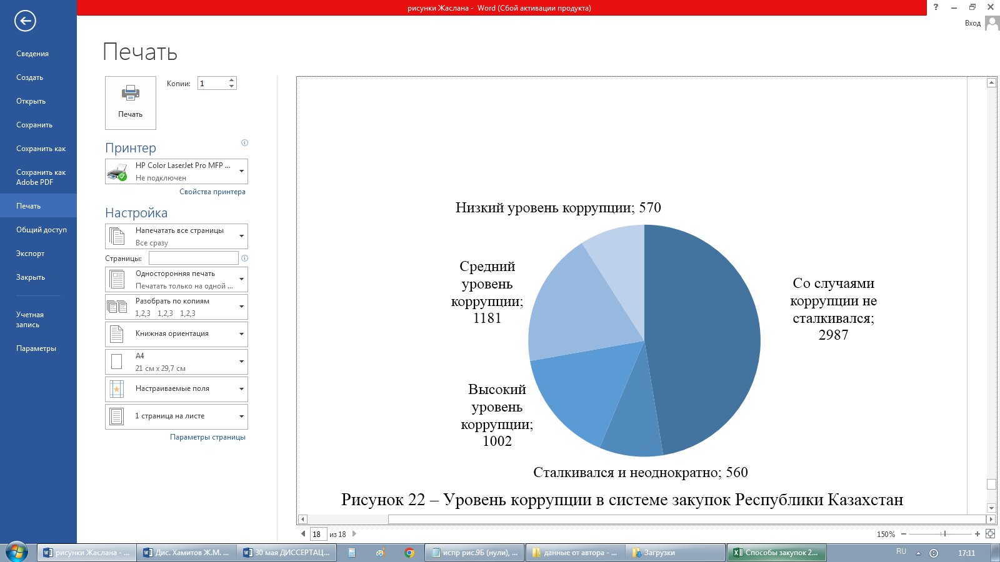 рисунки Жаслана - Word (Сбой активации продукта)
?
Вход
Сведения
Создать
Открыть
Сохранить
Сохранить как
Сохранить как
Adobe PDF
Печать
Общий доступ
Экспорт
Закрыть
Учетная
запись
Параметры
Печать
Печать
Копии: 1
Принтер
HP Color LaserJet Pro MFP ...
Не подключен
Свойства принтера
Настройка
Напечатать все страницы
Все сразу
Страницы:
Односторонняя печать
Печатать только на одной ...
Разобрать по копиям
1,2,3 1,2,3 1,2,3
Книжная ориентация
A4
21 см x 29,7 см
Настраиваемые поля
1 страница на листе
Параметры страницы
Низкий уровень коррупции; 570
Средний
уровень
коррупции;
1181
Со случаями
коррупции не
сталкивался;
2987
Высокий
уровень
коррупции;
1002
Сталкивался и неоднократно; 560
Рисунок 22 – Уровень коррупции в системе закупок Республики Казахстан
18 из 18
150%
рисунки Жаслана - ...
Дис. Хамитов Ж.М. ...
30 мая ДИССЕРТАЦ...
испр рис.9Б (нули), ...
данные от автора - ...
Загрузки
Способы закупок 2...
RU
17:11